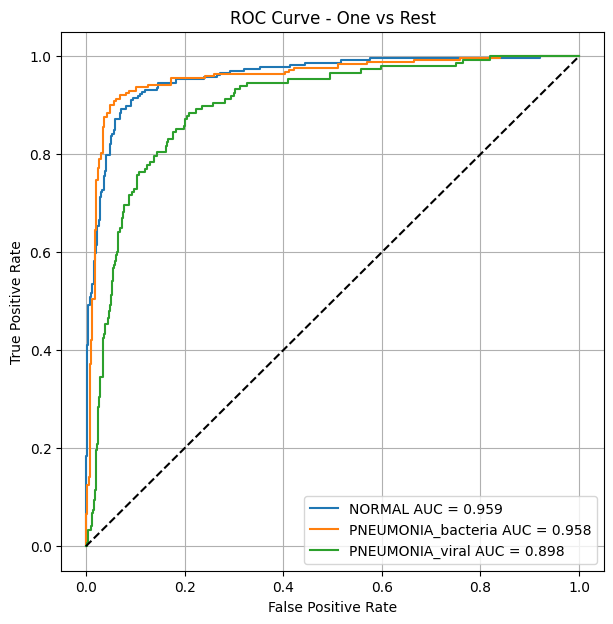 ROC Curve - One vs Rest
True Positive Rate
1.0
0.8
0.6
0.4
0.2
0.0
NORMAL AUC = 0.959
PNEUMONIA_bacteria AUC = 0.958
PNEUMONIA_viral AUC = 0.898
0.0 0.2 0.4 0.6 0.8 1.0
False Positive Rate